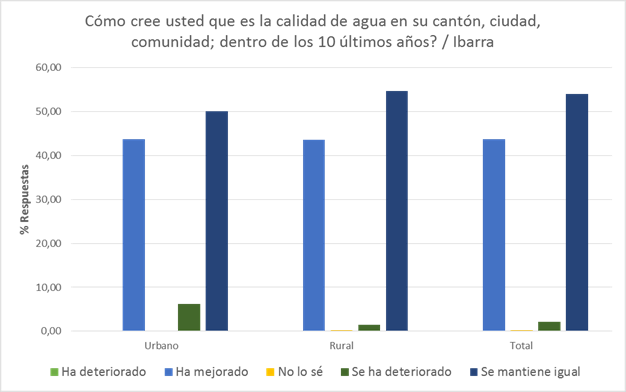 Cómo cree usted que es la calidad de agua en su cantón, ciudad,
comunidad; dentro de los 10 últimos años? / Ibarra
60,00
50,00
40,00
30,00
20,00
10,00
0,00
% Respuestas
Urbano Rural Total
Ha deteriorado Ha mejorado No lo sé Se ha deteriorado Se mantiene igual